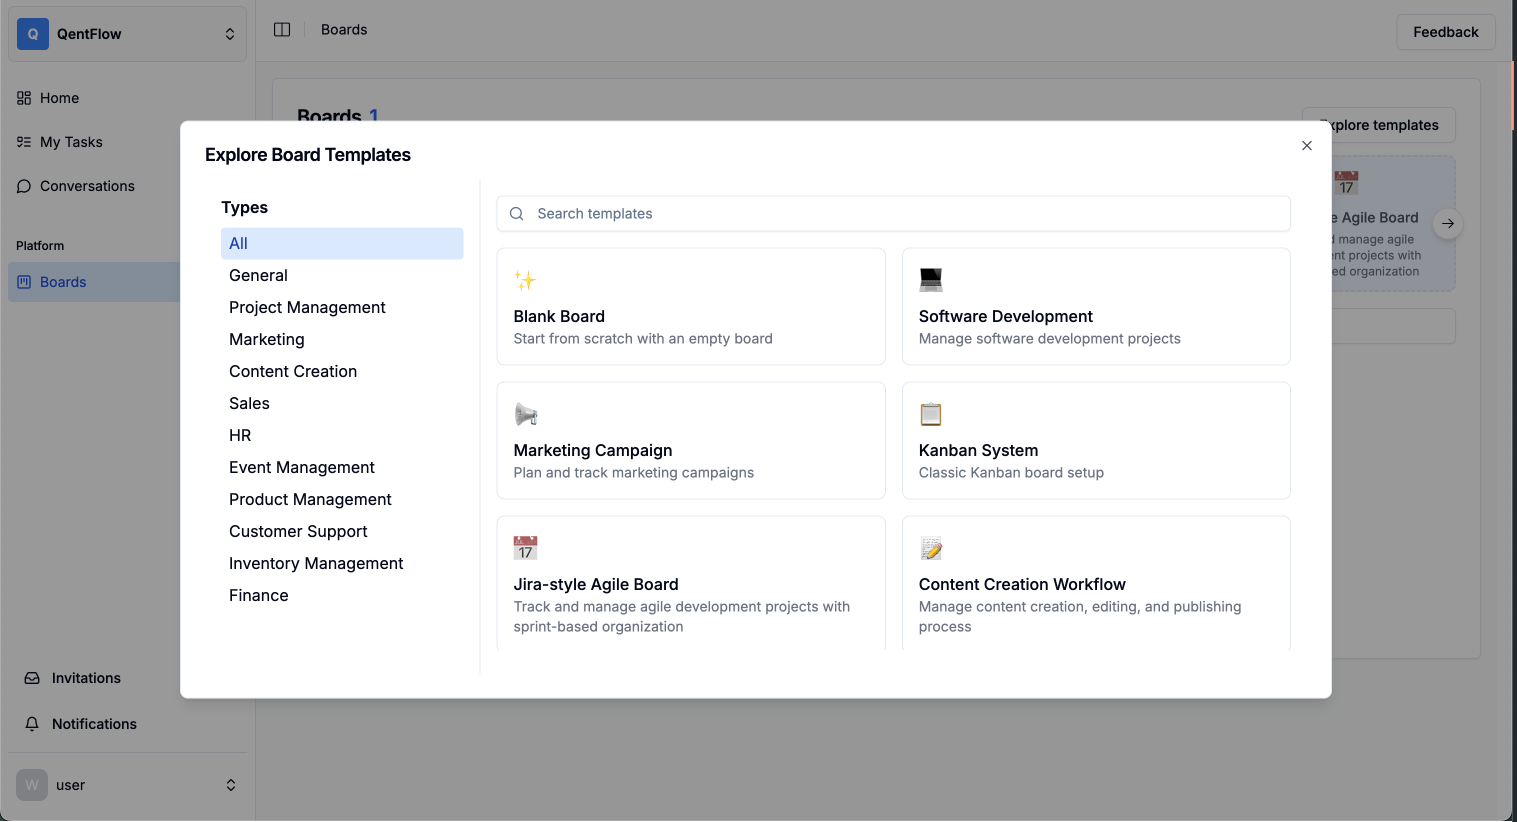 Q QentFlow
Home
My Tasks
Conversations
Platform
Boards
Invitations
Notifications
W user
Boards
Feedback
Boards 1
Explore templates
17
e Agile Board
d manage agile
nt projects with
ed organization
Explore Board Templates
Types
All
General
Project Management
Marketing
Content Creation
Sales
HR
Event Management
Product Management
Customer Support
Inventory Management
Finance
Search templates
Blank Board
Start from scratch with an empty board
Software Development
Manage software development projects
Marketing Campaign
Plan and track marketing campaigns
Kanban System
Classic Kanban board setup
17
Jira-style Agile Board
Track and manage agile development projects with
sprint-based organization
Content Creation Workflow
Manage content creation, editing, and publishing
process